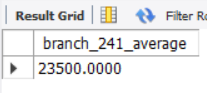 Result Grid Filter Ro
branch_241_average
23500.0000